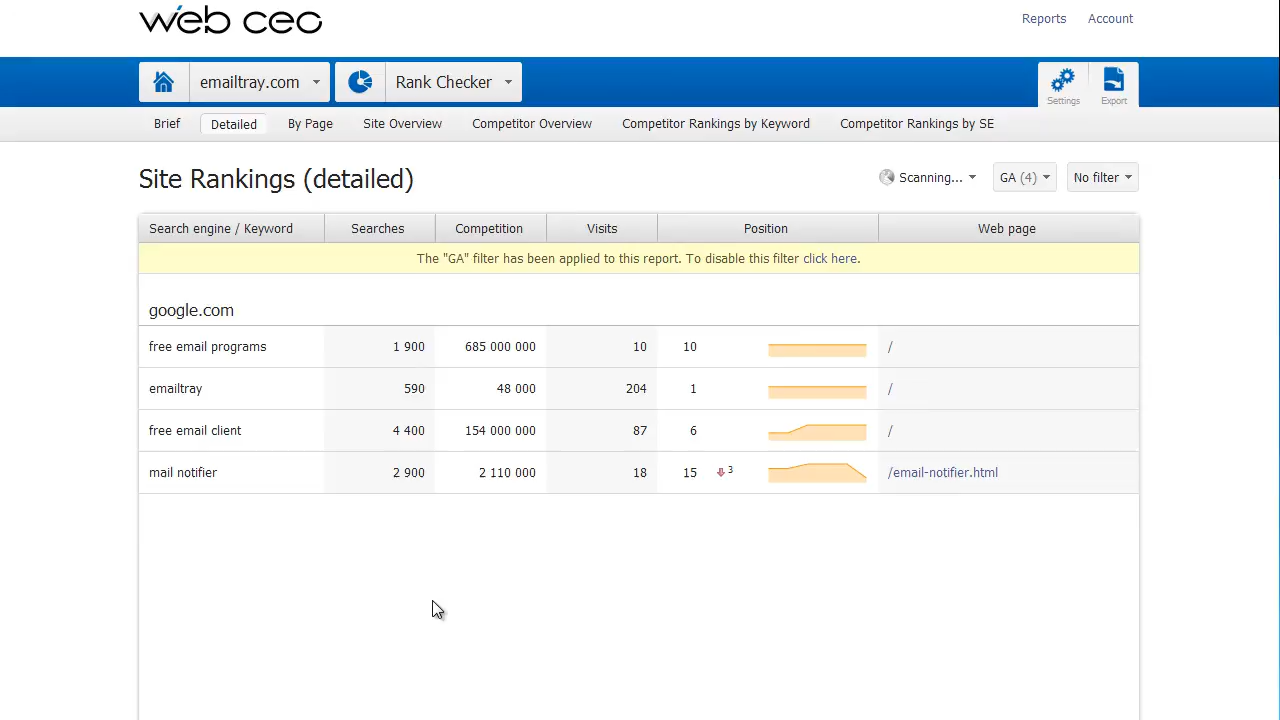 web ceo
Reports Account
emailtray.com Rank Checker
Settings Export
Brief Detailed By Page Site Overview Competitor Overview Competitor Rankings by Keyword Competitor Rankings by SE
Site Rankings (detailed)
Scanning... GA (4) No filter
Search engine / Keyword Searches Competition Visits Position Web page
The "GA" filter has been applied to this report. To disable this filter click here.
google.com
free email programs 1 900 685 000 000 10 10 /
emailtray 590 48 000 204 1 /
free email client 4 400 154 000 000 87 6 /
mail notifier 2 900 2 110 000 18 15 3 /email-notifier.html